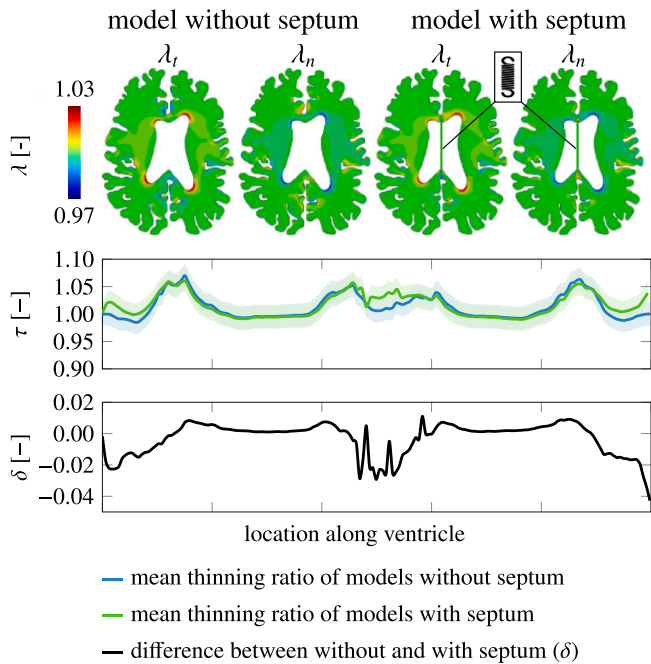 model without septum model with septum
λt λn λt λn
1.03
λ [−]
0.97
1.10
1.05
1.00
0.95
0.90
τ [−]
0.02
0.00
−0.02
−0.04
δ [−]
location along ventricle
mean thinning ratio of models without septum
mean thinning ratio of models with septum
difference between without and with septum (δ)